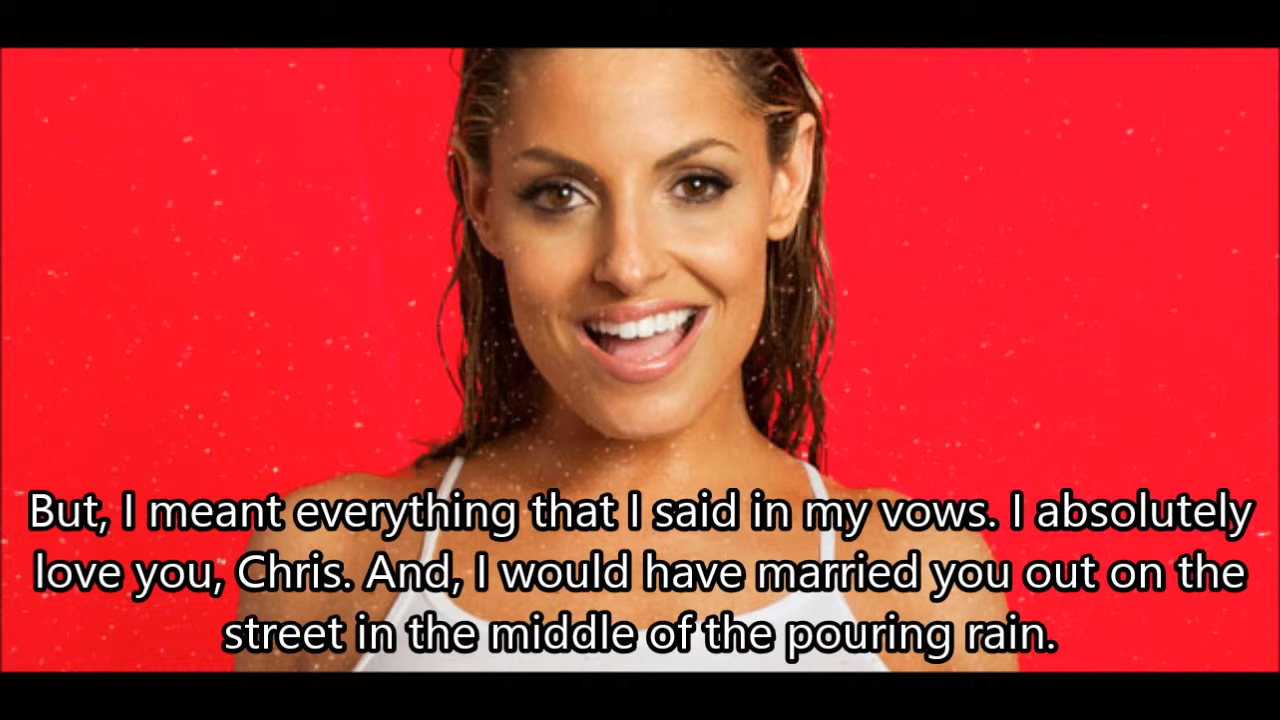 But, I meant everything that I said in my vows. I absolutely
love you, Chris. And, I would have married you out on the
street in the middle of the pouring rain.